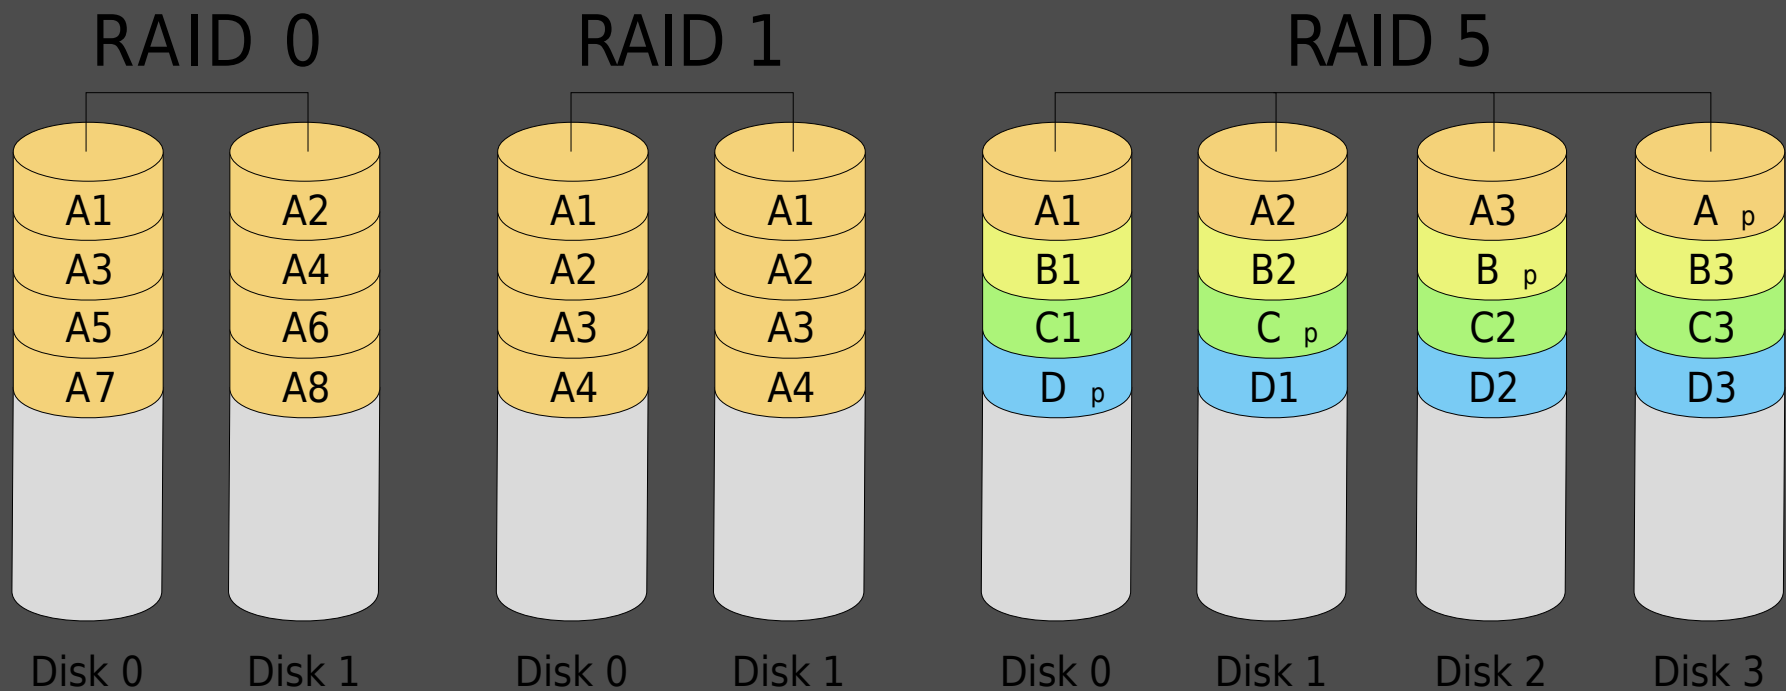 RAID 0 RAID 1 RAID 5
A1 A2 A1 A1 A1 A2 A3 A p
A3 A4 A2 A2 B1 B2 B p B3
A5 A6 A3 A3 C1 C p C2 C3
A7 A8 A4 A4 D p D1 D2 D3
Disk 0 Disk 1 Disk 0 Disk 1 Disk 0 Disk 1 Disk 2 Disk 3